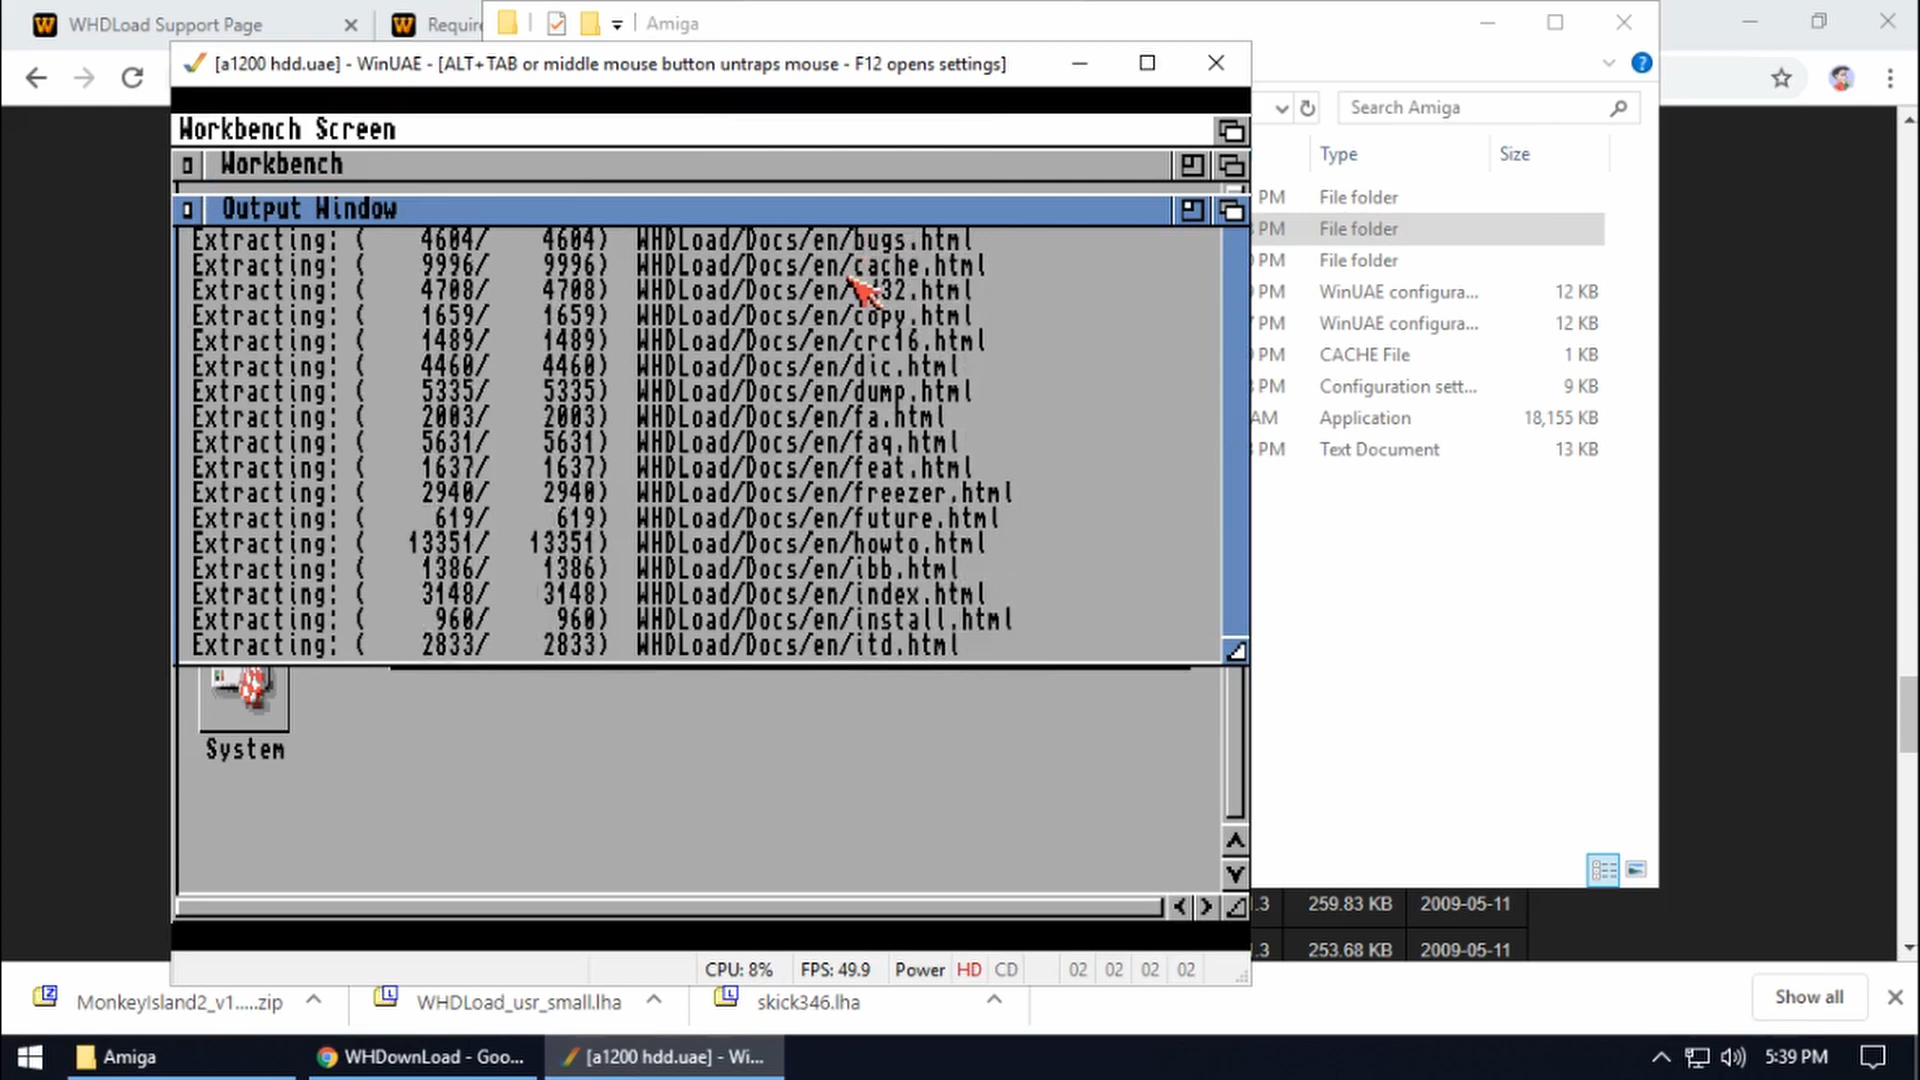 WHDLoad Support Page
Require
Amiga
[a1200 hdd.uae] - WinUAE - [ALT+TAB or middle mouse button untraps mouse - F12 opens settings]
Search Amiga
Workbench Screen
Workbench
Output Window
Extracting: ( 4604/ 4604) WHDLoad/Docs/en/bugs.html
Extracting: ( 9996/ 9996) WHDLoad/Docs/en/cache.html
Extracting: ( 4708/ 4708) WHDLoad/Docs/en/ 32.html
Extracting: ( 1659/ 1659) WHDLoad/Docs/en/copy.html
Extracting: ( 1489/ 1489) WHDLoad/Docs/en/crc16.html
Extracting: ( 4460/ 4460) WHDLoad/Docs/en/dic.html
Extracting: ( 5335/ 5335) WHDLoad/Docs/en/dump.html
Extracting: ( 2003/ 2003) WHDLoad/Docs/en/fa.html
Extracting: ( 5631/ 5631) WHDLoad/Docs/en/faq.html
Extracting: ( 1637/ 1637) WHDLoad/Docs/en/feat.html
Extracting: ( 2940/ 2940) WHDLoad/Docs/en/freezer.html
Extracting: ( 619/ 619) WHDLoad/Docs/en/future.html
Extracting: ( 13351/ 13351) WHDLoad/Docs/en/howto.html
Extracting: ( 1386/ 1386) WHDLoad/Docs/en/ibb.html
Extracting: ( 3148/ 3148) WHDLoad/Docs/en/index.html
Extracting: ( 960/ 960) WHDLoad/Docs/en/install.html
Extracting: ( 2833/ 2833) WHDLoad/Docs/en/itd.html
System
Type Size
PM File folder
PM File folder
PM File folder
PM WinUAE configura... 12 KB
PM WinUAE configura... 12 KB
PM CACHE File 1 KB
PM Configuration sett... 9 KB
AM Application 18,155 KB
PM Text Document 13 KB
.3 259.83 KB 2009-05-11
.3 253.68 KB 2009-05-11
CPU: 8% FPS: 49.9 Power HD CD 02 02 02 02
MonkeyIsland2_v1.....zip WHDLoad_usr_small.lha skick346.lha Show all
Amiga WHDownLoad - Goo... [a1200 hdd.uae] - Wi... 5:39 PM